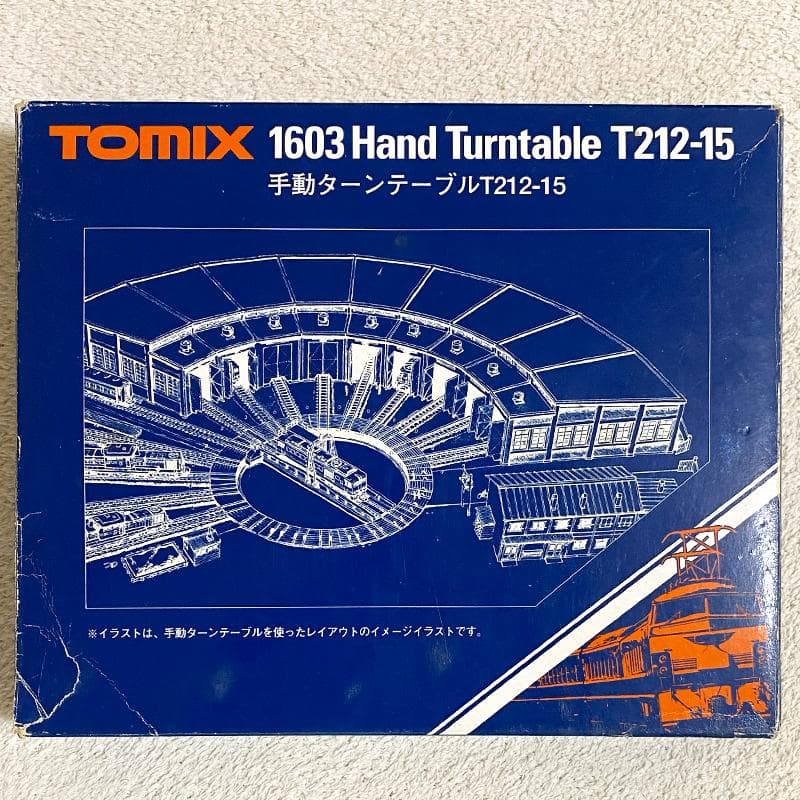 TOMIX 1603 Hand Turntable T212-15
手動ターンテーブルT212-15
※イラストは、手動ターンテーブルを使ったレイアウトのイメージイラストです。